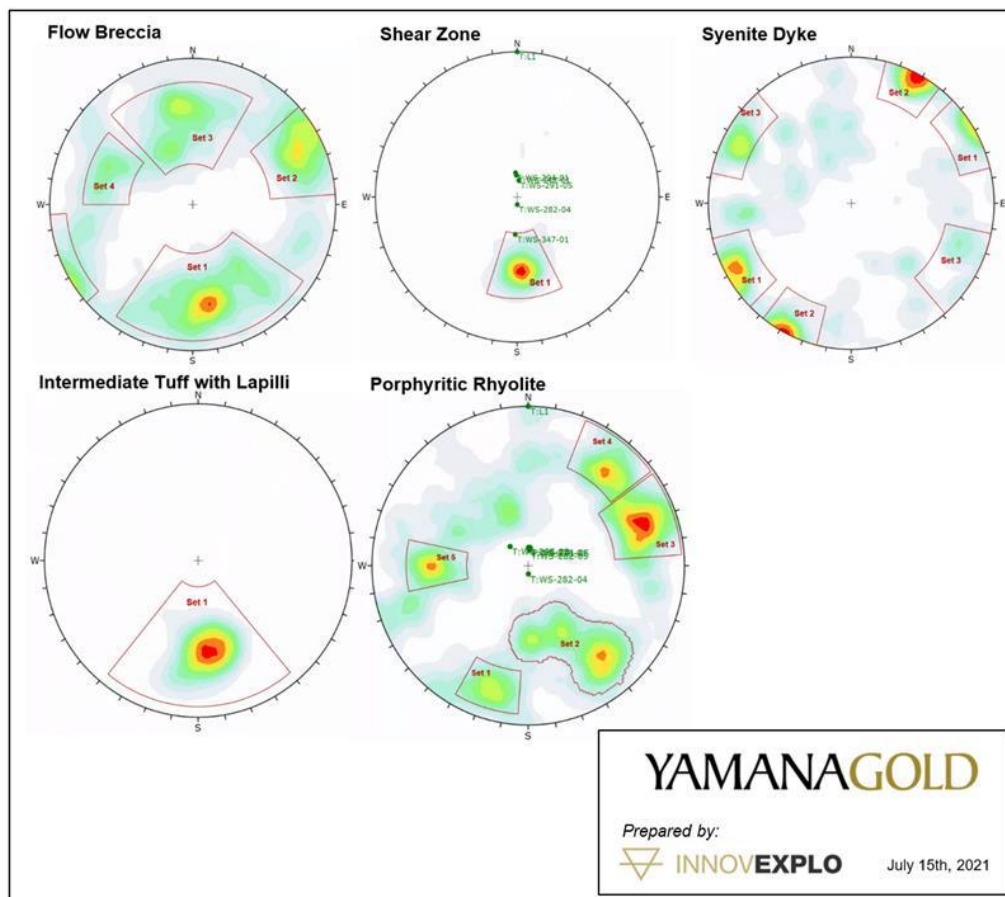 Flow Breccia
N
Set 3
Set 2
Set 4
W
E
Set 1
S
Shear Zone
N
T:L1
T:WS-291-05
W
E
T:WS-282-04
T:WS-347-01
Set 1
S
Syenite Dyke
N
Set 2
Set 3
Set 1
W
E
Set 3
Set 1
Set 2
S
Intermediate Tuff with Lapilli
N
W
E
Set 1
S
Porphyritic Rhyolite
N
T:L1
Set 4
Set 3
Set 5
W
E
T:WS-282-04
Set 2
Set 1
S
YAMANAGOLD
Prepared by:
INNOVEXPLO
July 15th, 2021